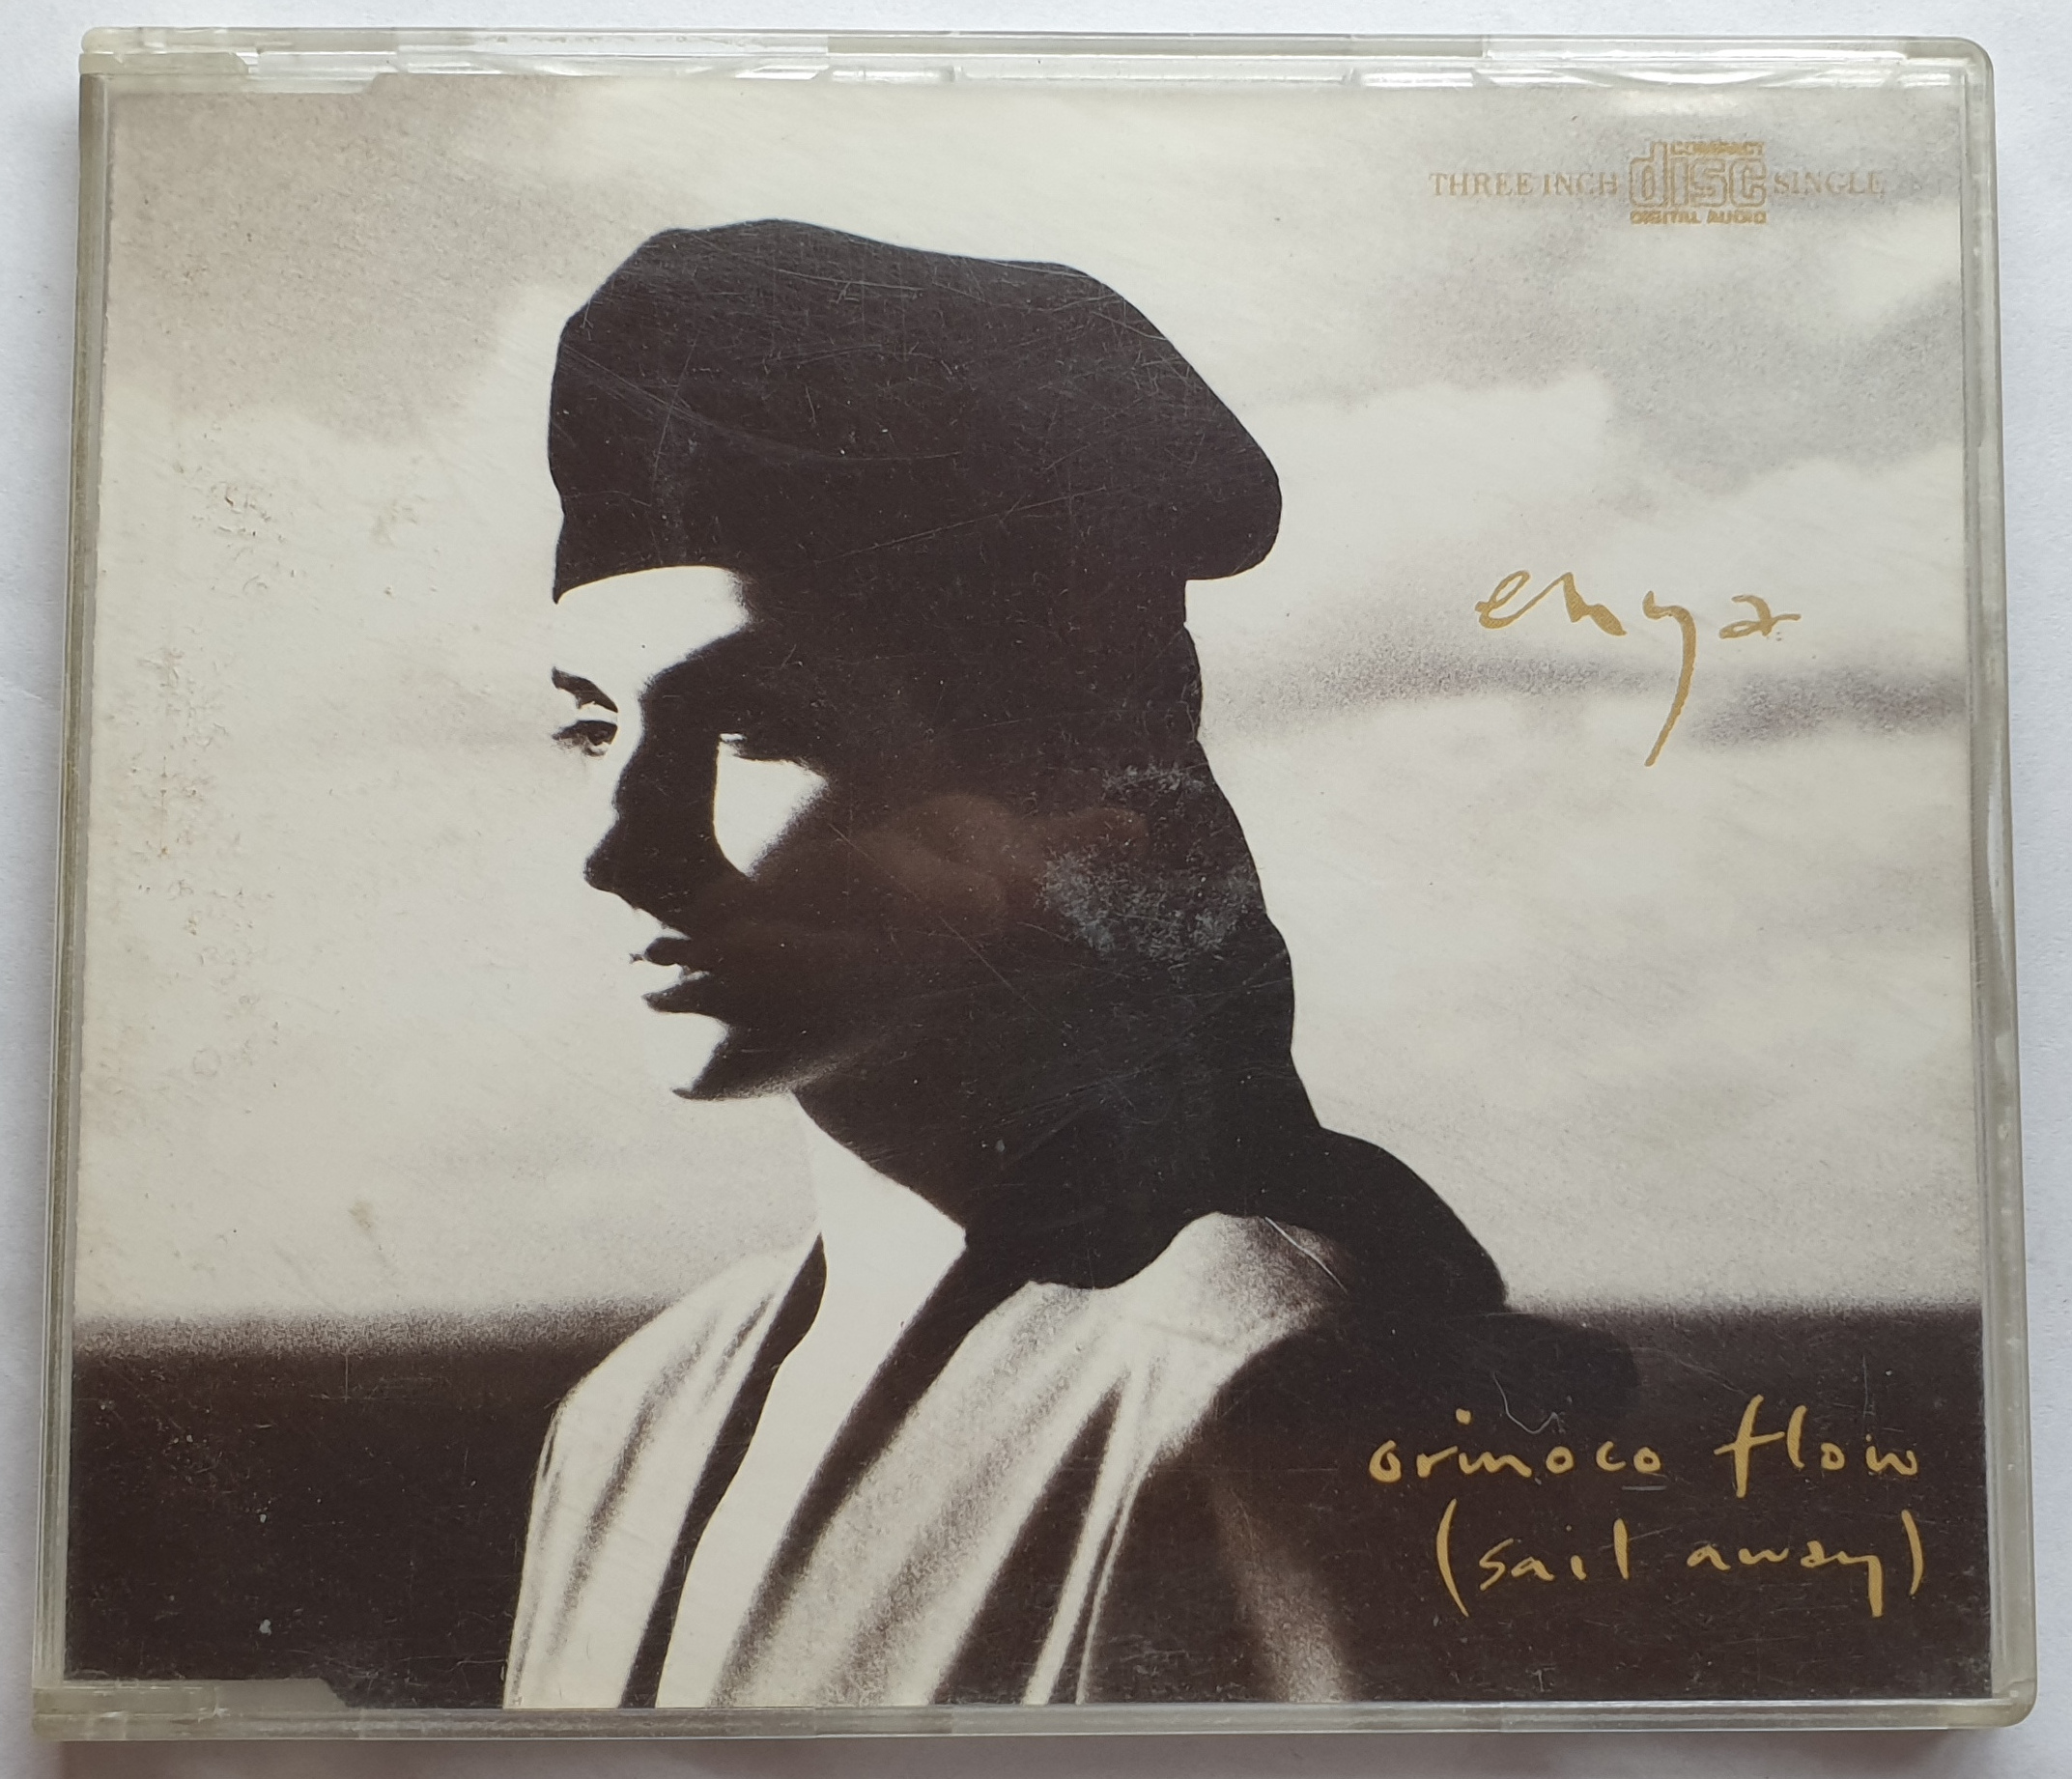 THREE INCH COMPACT disc DIGITAL AUDIO SINGLE
enya
orinoco flow
(sail away)